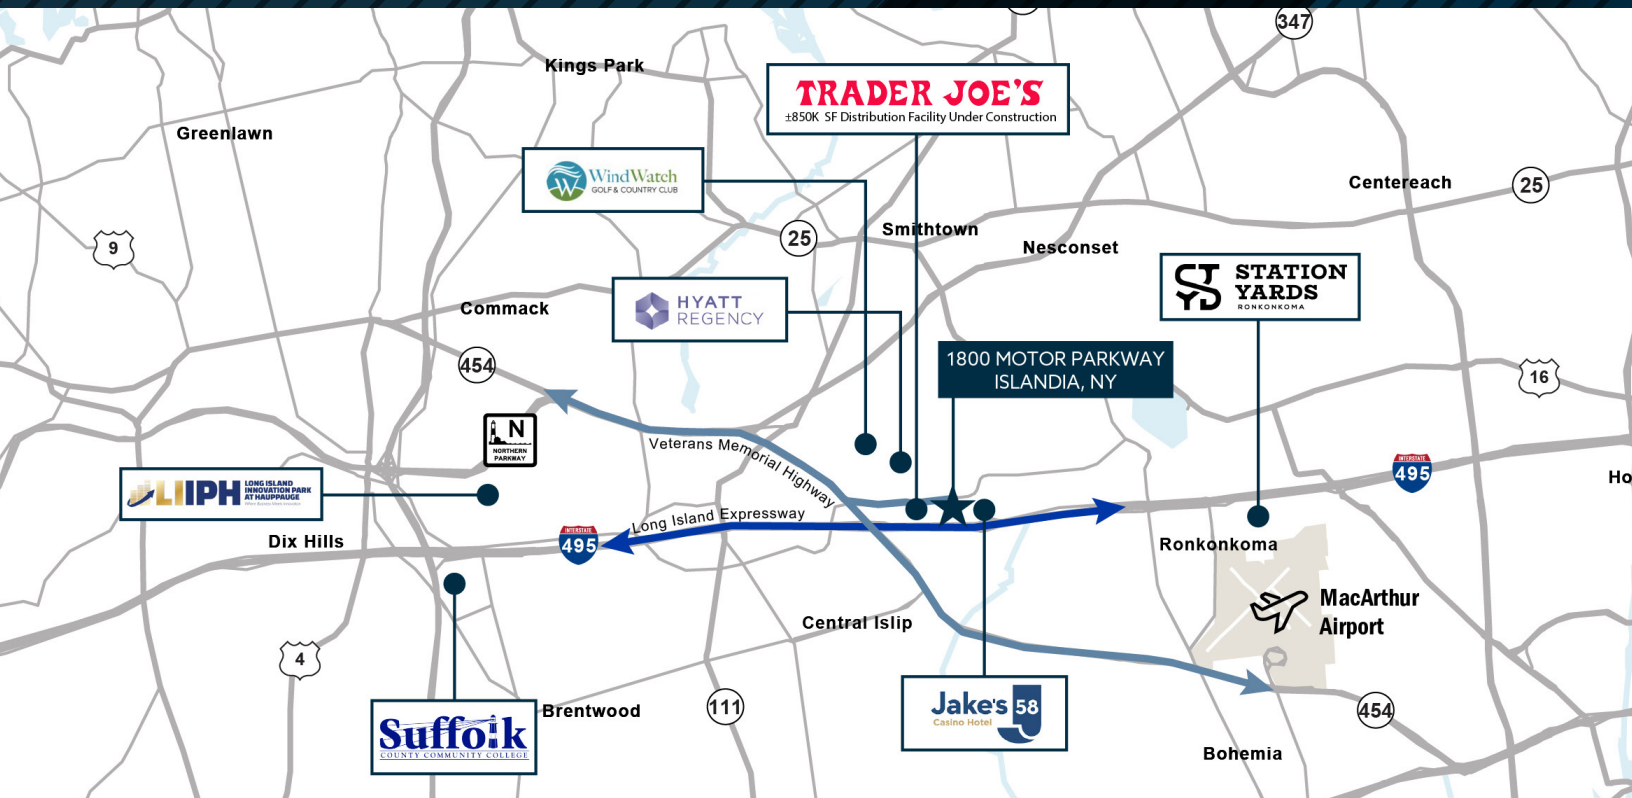 347
Kings Park
TRADER JOE'S
±850K SF Distribution Facility Under Construction
Greenlawn
WindWatch
GOLF & COUNTRY CLUB
Centereach
25
Smithtown
25
Nesconset
9
STATION
YARDS
RONKONKOMA
HYATT
REGENCY
Commack
1800 MOTOR PARKWAY
ISLANDIA, NY
454
16
N
NORTHERN
PARKWAY
Veterans Memorial Highway
INTERSTATE
495
Ho
LIIPH
LONG ISLAND
INNOVATION PARK
AT HAUPPAUGE
Long Island Expressway
INTERSTATE
495
Dix Hills
Ronkonkoma
MacArthur
Airport
Central Islip
4
Jake's 58
Casino Hotel
111
Brentwood
454
Suffolk
COUNTY COMMUNITY COLLEGE
Bohemia